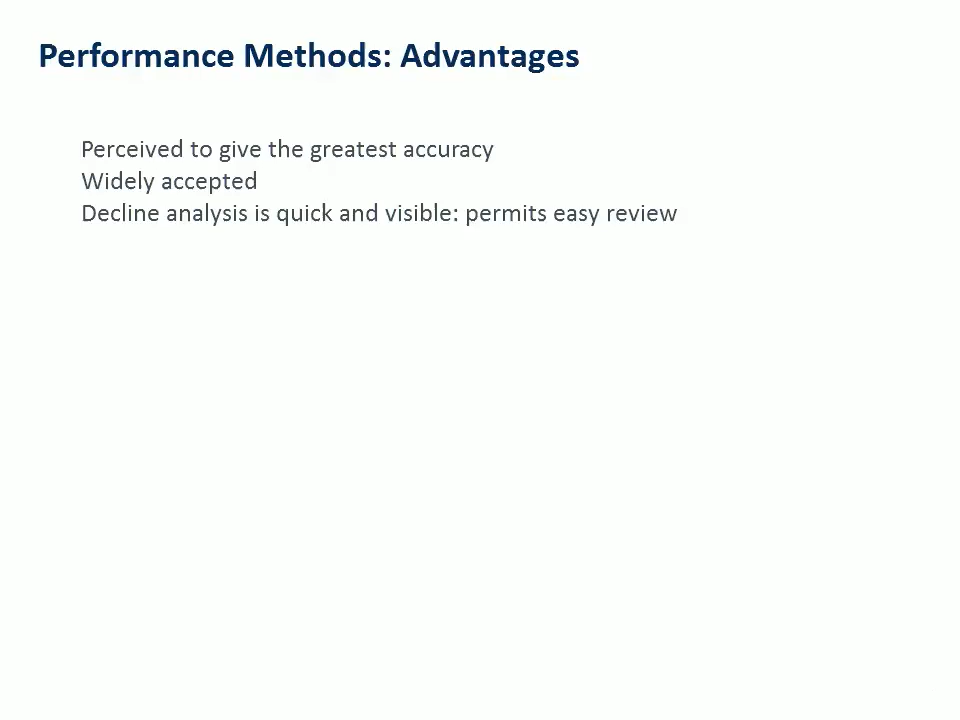 Performance Methods: Advantages
Perceived to give the greatest accuracy
Widely accepted
Decline analysis is quick and visible: permits easy review